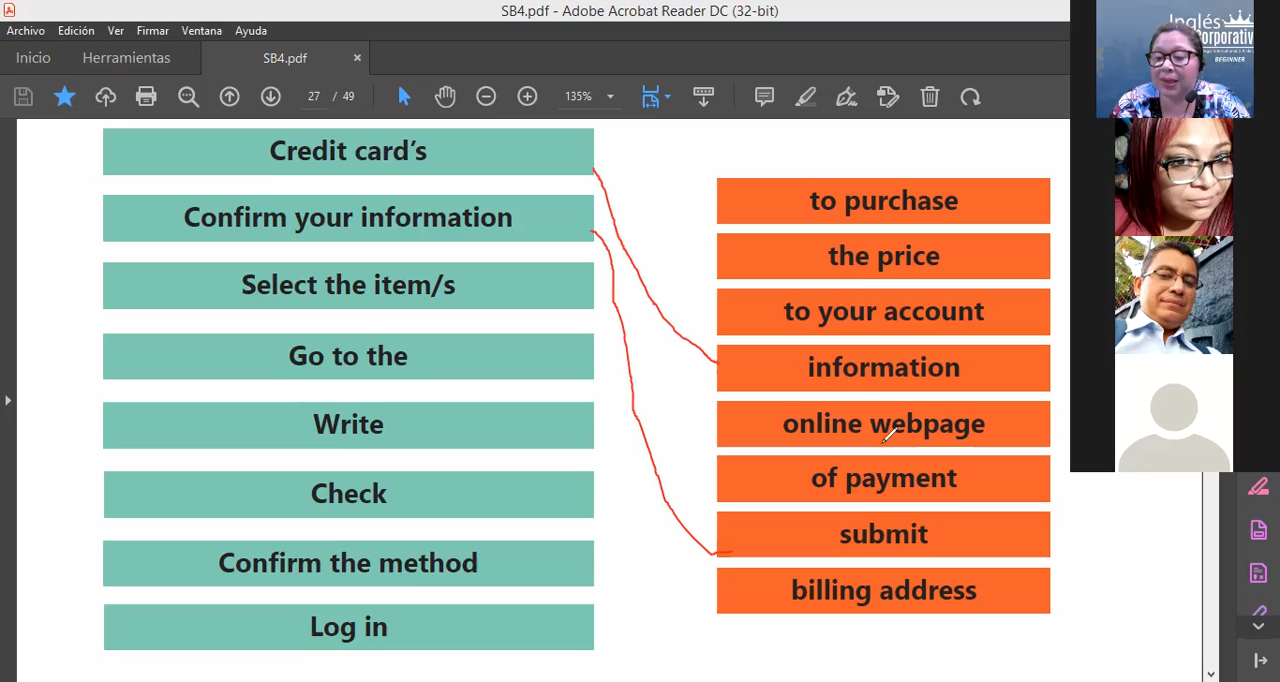 SB4.pdf - Adobe Acrobat Reader DC (32-bit)
Archivo Edición Ver Firmar Ventana Ayuda
Inicio Herramientas SB4.pdf ×
27 / 49 135%
Inglés
Corporativ
BEGINNER
Credit card’s
Confirm your information
Select the item/s
Go to the
Write
Check
Confirm the method
Log in
to purchase
the price
to your account
information
online webpage
of payment
submit
billing address